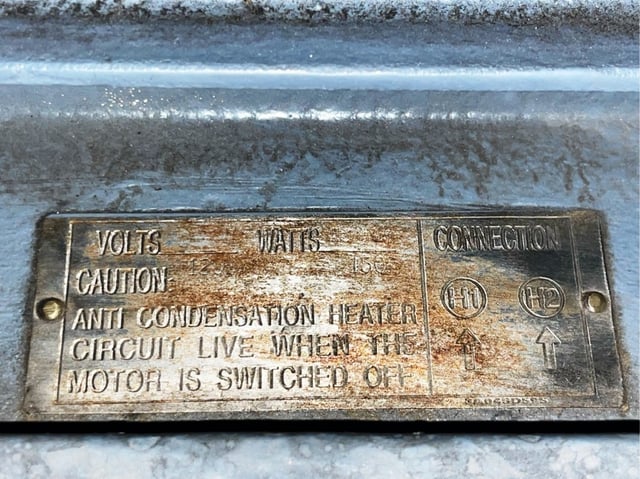 VOLTS WATTS
CAUTION:-
ANTI CONDENSATION HEATER
CIRCUIT LIVE WHEN THE
MOTOR IS SWITCHED OFF
CONNECTION
H1 H2